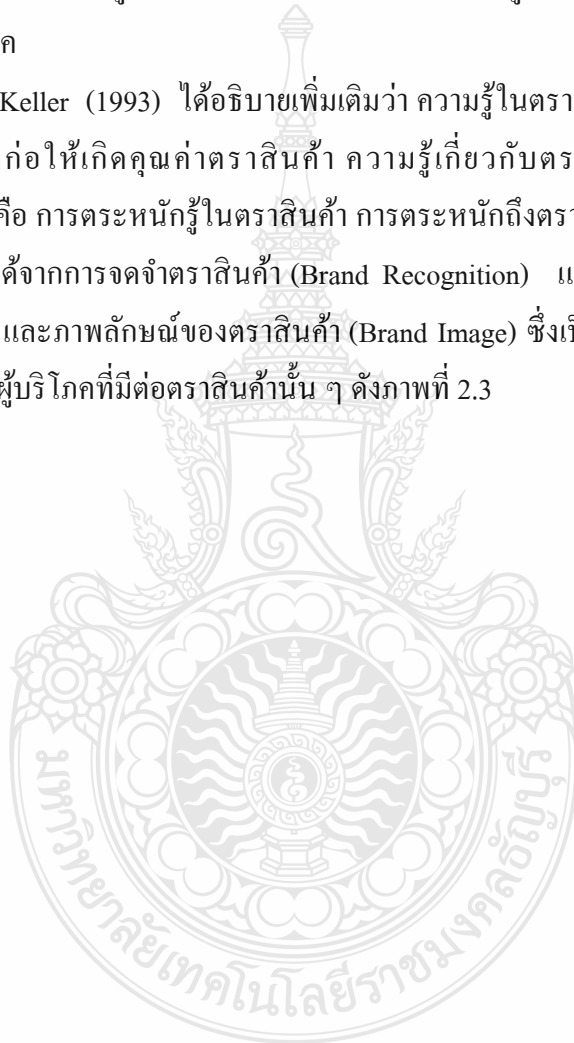 ค
Keller (1993) ได้อธิบายเพิ่มเติมว่า ความรู้ในตรา
ก่อให้เกิดคุณค่าตราสินค้า ความรู้เกี่ยวกับตร
คือ การตระหนักรู้ในตราสินค้า การตระหนักถึงตรา
ด้จากการจดจำตราสินค้า (Brand Recognition) แ
และภาพลักษณ์ของตราสินค้า (Brand Image) ซึ่งเป็
ผู้บริโภคที่มีต่อตราสินค้านั้น ๆ ดังภาพที่ 2.3
มหาวิทยาลัยเทคโนโลยีราชมงคลธัญบุรี